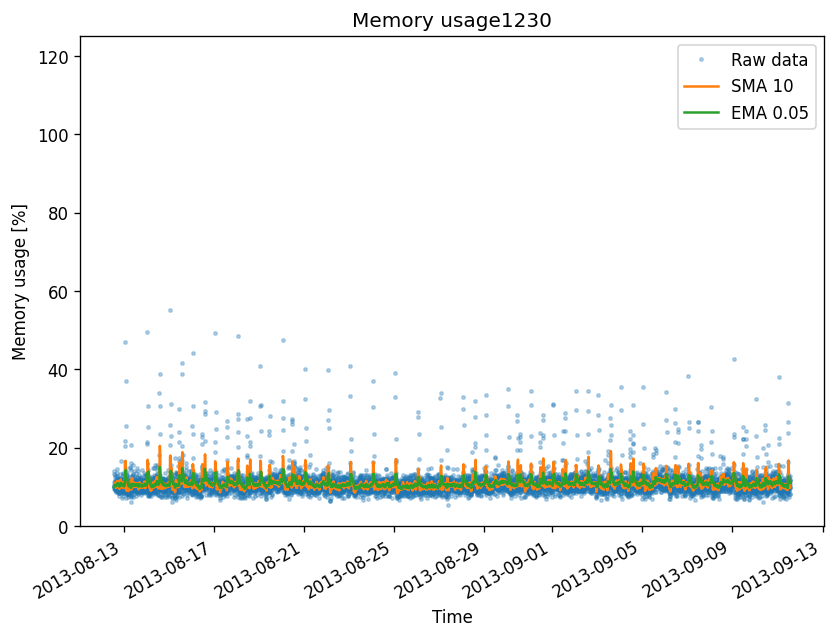 Memory usage1230
Memory usage [%]
120
100
80
60
40
20
0
Raw data
SMA 10
EMA 0.05
2013-08-13
2013-08-17
2013-08-21
2013-08-25
2013-08-29
2013-09-01
2013-09-05
2013-09-09
2013-09-13
Time